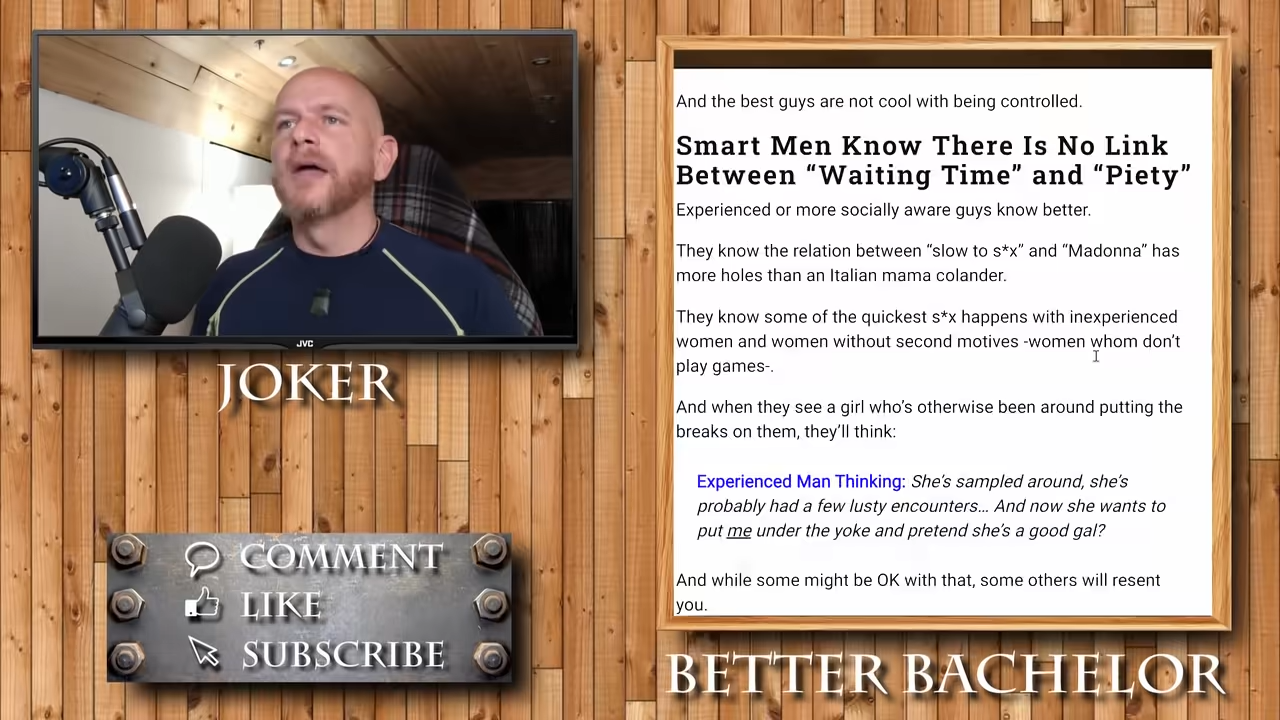 JVC
JOKER
COMMENT
LIKE
SUBSCRIBE
And the best guys are not cool with being controlled.
Smart Men Know There Is No Link
Between “Waiting Time” and “Piety”
Experienced or more socially aware guys know better.
They know the relation between “slow to s*x” and “Madonna” has
more holes than an Italian mama colander.
They know some of the quickest s*x happens with inexperienced
women and women without second motives -women whom don’t
play games-.
And when they see a girl who’s otherwise been around putting the
breaks on them, they’ll think:
Experienced Man Thinking: She’s sampled around, she’s
probably had a few lusty encounters… And now she wants to
put me under the yoke and pretend she’s a good gal?
And while some might be OK with that, some others will resent
you.
BETTER BACHELOR